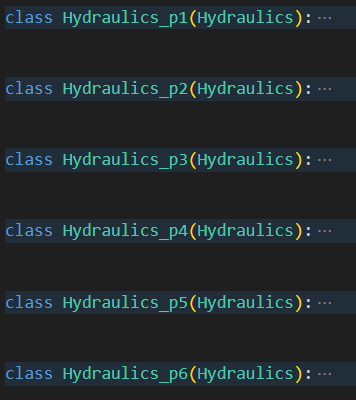 class Hydraulics_p1(Hydraulics):···
class Hydraulics_p2(Hydraulics):···
class Hydraulics_p3(Hydraulics):···
class Hydraulics_p4(Hydraulics):···
class Hydraulics_p5(Hydraulics):···
class Hydraulics_p6(Hydraulics):···